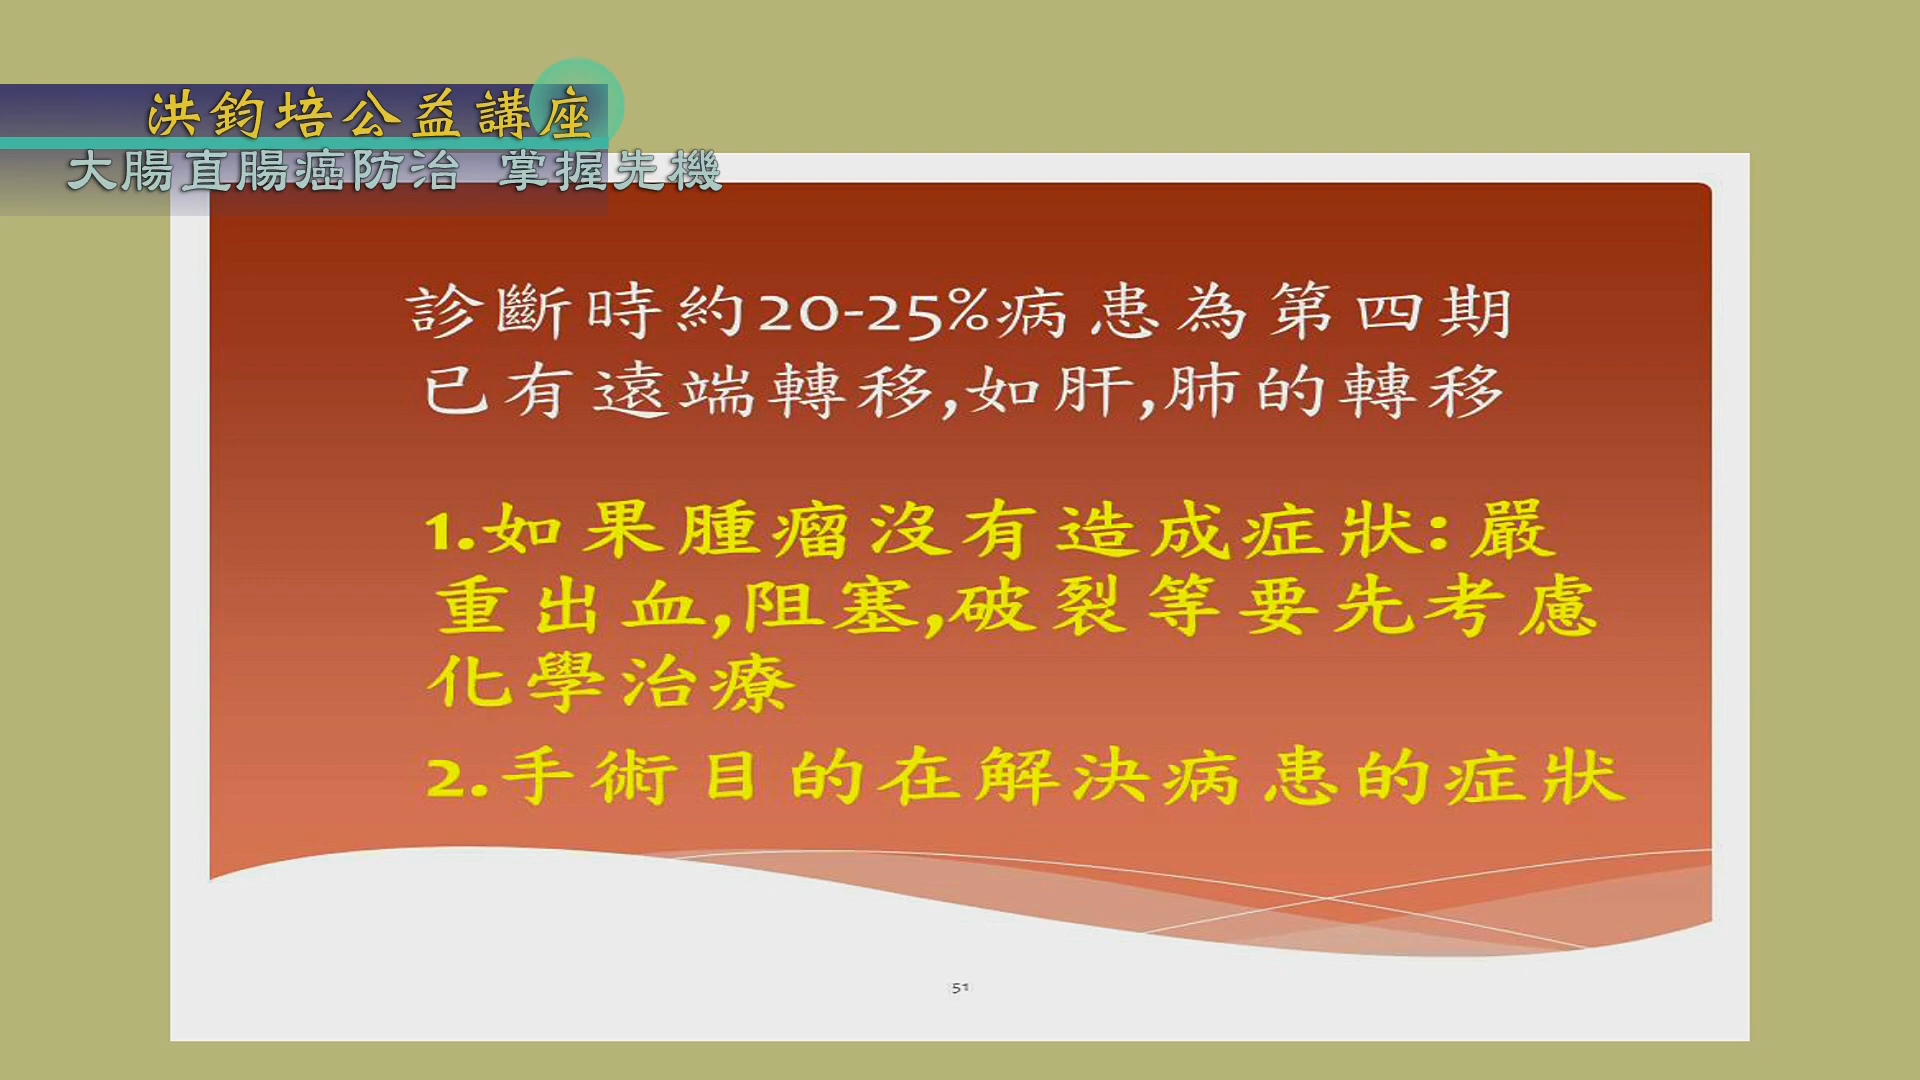 洪鈞培公益講座
大腸直腸癌防治 掌握先機
診斷時約20-25%病患為第四期
已有遠端轉移,如肝,肺的轉移
1.如果腫瘤沒有造成症狀:嚴
重出血,阻塞,破裂等要先考慮
化學治療
2.手術目的在解決病患的症狀
51